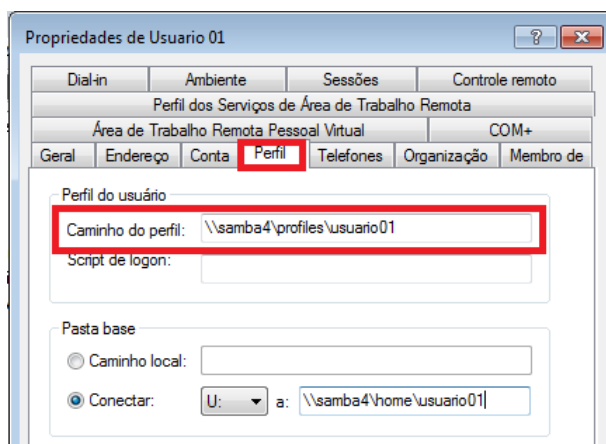 Propriedades de Usuario 01
Dial-in Ambiente Sessões Controle remoto
Perfil dos Serviços de Área de Trabalho Remota
Área de Trabalho Remota Pessoal Virtual COM+
Geral Endereço Conta Perfil Telefones Organização Membro de
Perfil do usuário
Caminho do perfil: \\samba4\profiles\usuario01
Script de logon:
Pasta base
Caminho local:
Conectar: U: a: \\samba4\home\usuario01